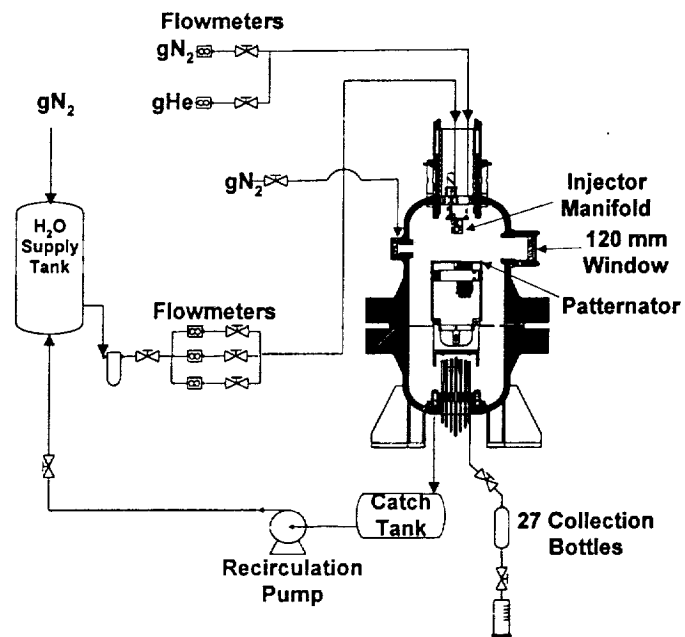 Flowmeters
gN₂
gHe
gN₂
gN₂
Injector
Manifold
H₂O
Supply
Tank
120 mm
Window
Flowmeters
Patternator
Catch
Tank
27 Collection
Bottles
Recirculation
Pump